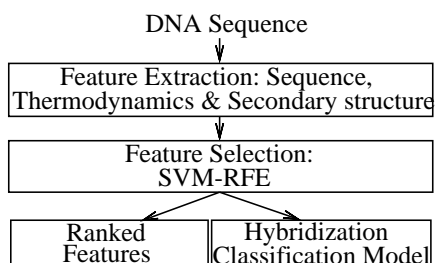 DNA Sequence
Feature Extraction: Sequence,
Thermodynamics & Secondary structure
Feature Selection:
SVM-RFE
Ranked
Features
Hybridization
Classification Model